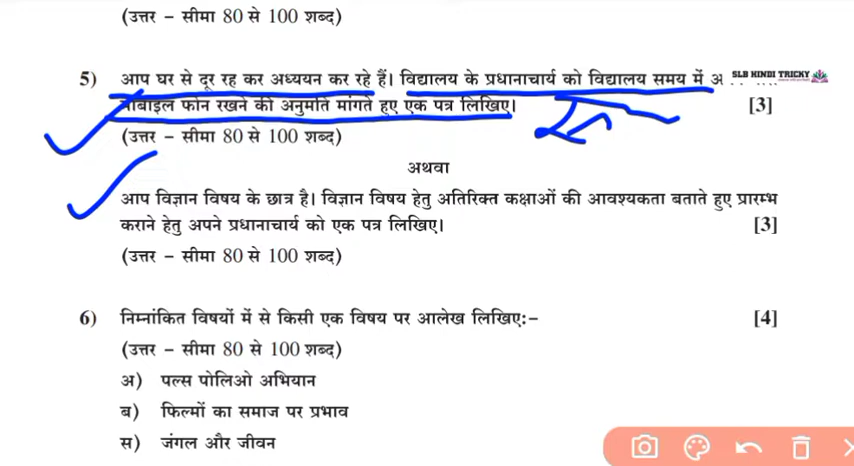 (उत्तर – सीमा 80 से 100 शब्द)
5) आप घर से दूर रह कर अध्ययन कर रहे हैं। विद्यालय के प्रधानाचार्य को विद्यालय समय में अ
SLB HINDI TRICKY
मोबाइल फोन रखने की अनुमति मांगते हुए एक पत्र लिखिए। [3]
(उत्तर – सीमा 80 से 100 शब्द)
अथवा
आप विज्ञान विषय के छात्र है। विज्ञान विषय हेतु अतिरिक्त कक्षाओं की आवश्यकता बताते हुए प्रारम्भ
कराने हेतु अपने प्रधानाचार्य को एक पत्र लिखिए। [3]
(उत्तर – सीमा 80 से 100 शब्द)
6) निम्नांकित विषयों में से किसी एक विषय पर आलेख लिखिए:– [4]
(उत्तर – सीमा 80 से 100 शब्द)
अ) पल्स पोलिओ अभियान
ब) फिल्मों का समाज पर प्रभाव
स) जंगल और जीवन